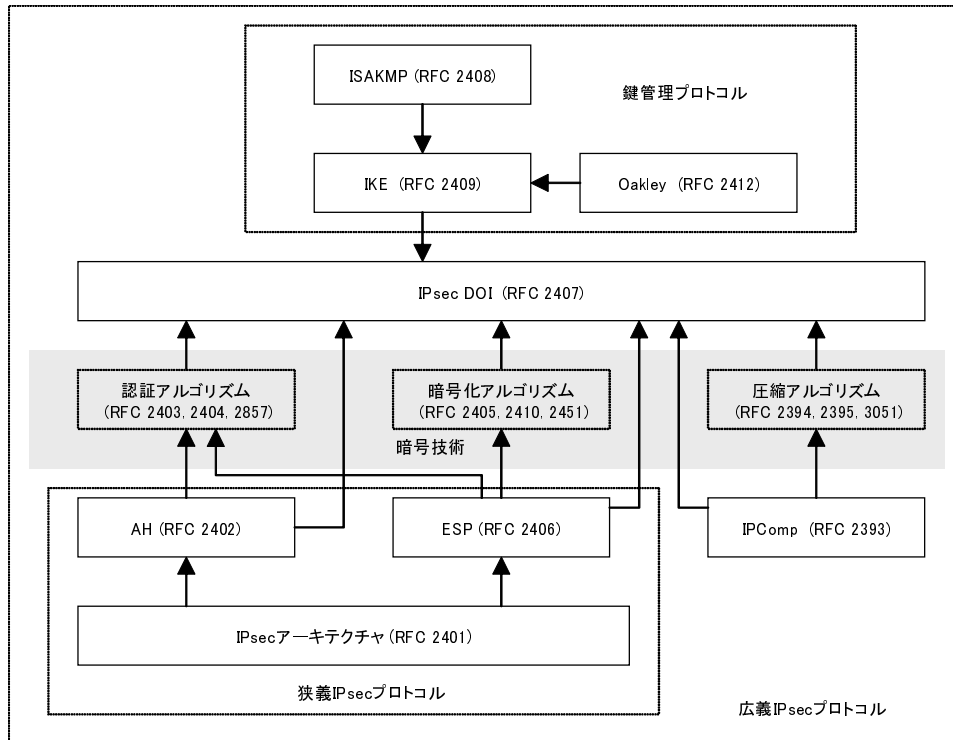 ISAKMP (RFC 2408)
鍵管理プロトコル
IKE (RFC 2409)
Oakley (RFC 2412)
IPsec DOI (RFC 2407)
認証アルゴリズム
(RFC 2403, 2404, 2857)
暗号化アルゴリズム
(RFC 2405, 2410, 2451)
圧縮アルゴリズム
(RFC 2394, 2395, 3051)
暗号技術
AH (RFC 2402)
ESP (RFC 2406)
IPComp (RFC 2393)
IPsecアーキテクチャ (RFC 2401)
狭義IPsecプロトコル
広義IPsecプロトコル